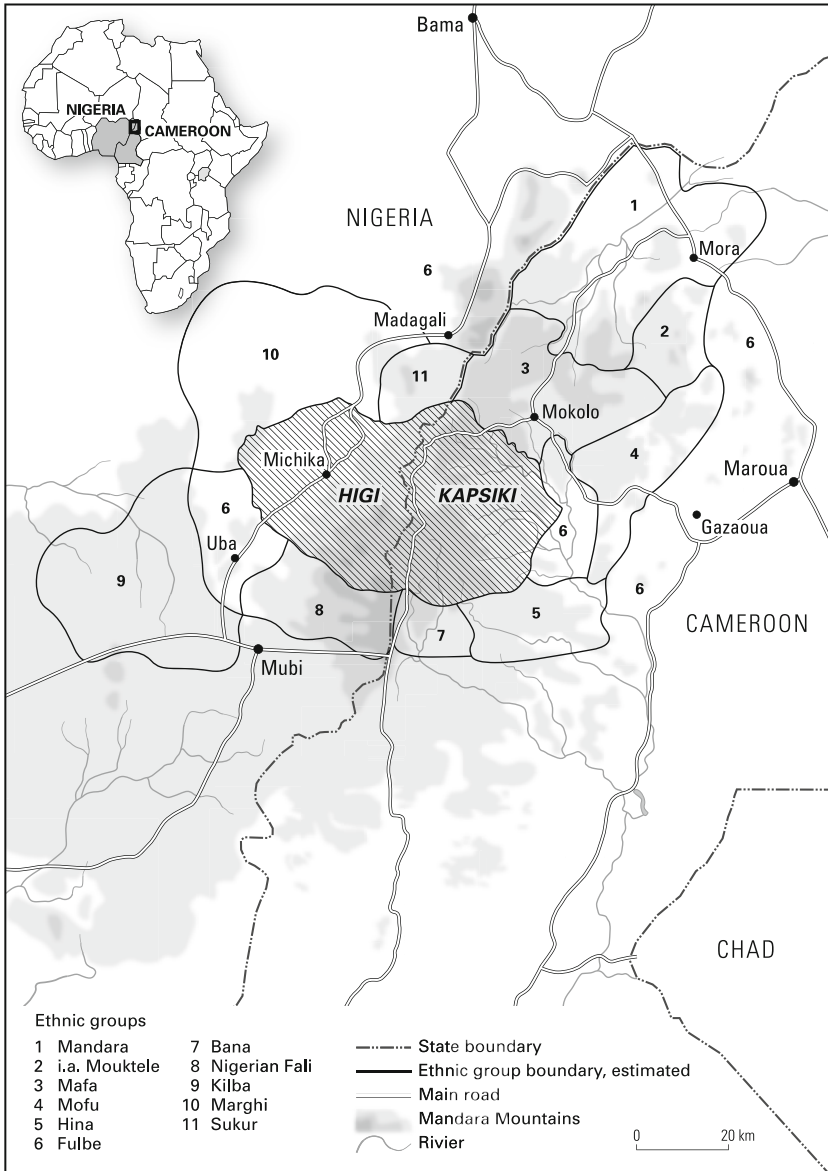 Bama
NIGERIA
CAMEROON
NIGERIA
1
Mora
6
Madagali
2
6
10
11
3
Mokolo
Michika
HIGI
KAPSIKI
4
Maroua
6
6
Gazaoua
Uba
9
6
8
5
CAMEROON
7
Mubi
CHAD
Ethnic groups
1 Mandara
2 i.a. Mouktele
3 Mafa
4 Mofu
5 Hina
6 Fulbe
7 Bana
8 Nigerian Fali
9 Kilba
10 Marghi
11 Sukur
State boundary
Ethnic group boundary, estimated
Main road
Mandara Mountains
Rivier
0 20 km